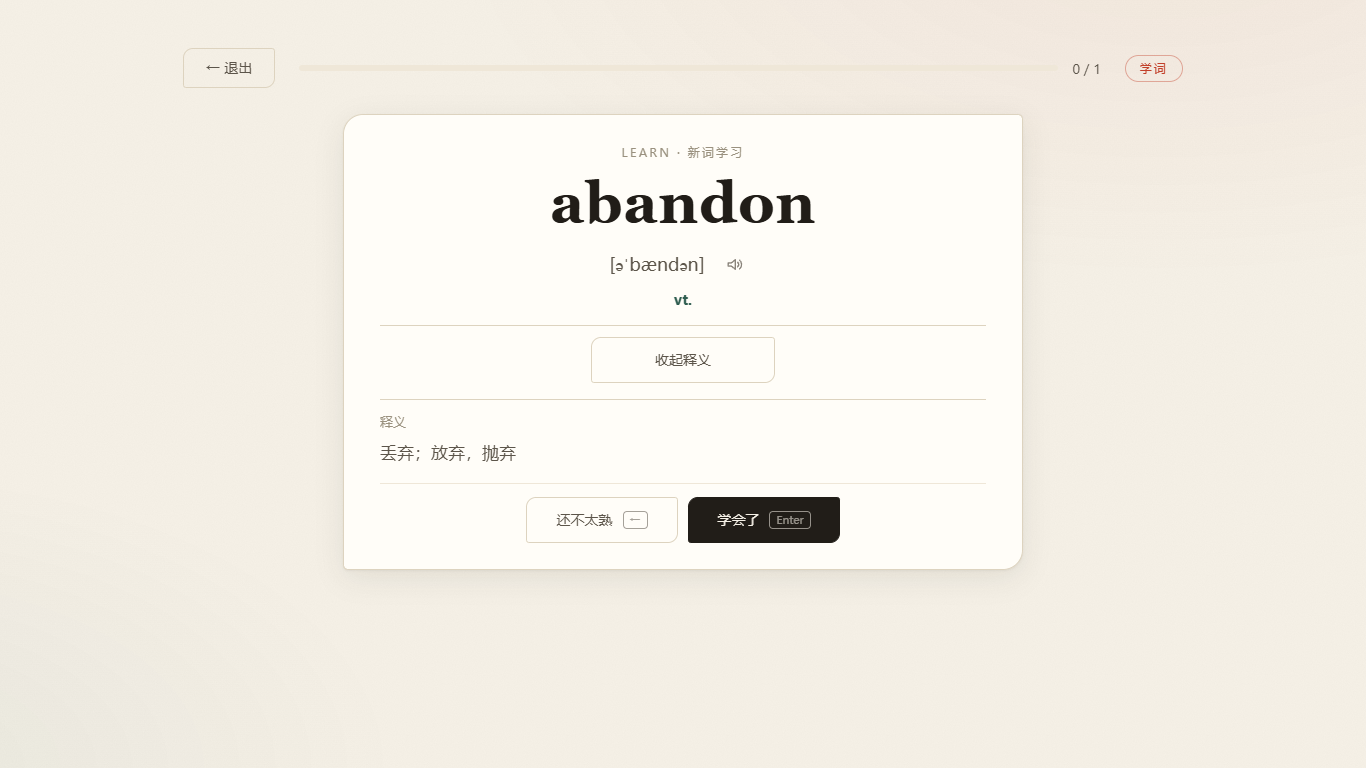 ← 退出
0 / 1
学词
LEARN · 新词学习
abandon
[əˈbændən]
vt.
收起释义
释义
丢弃；放弃，抛弃
还不太熟 ←
学会了 Enter